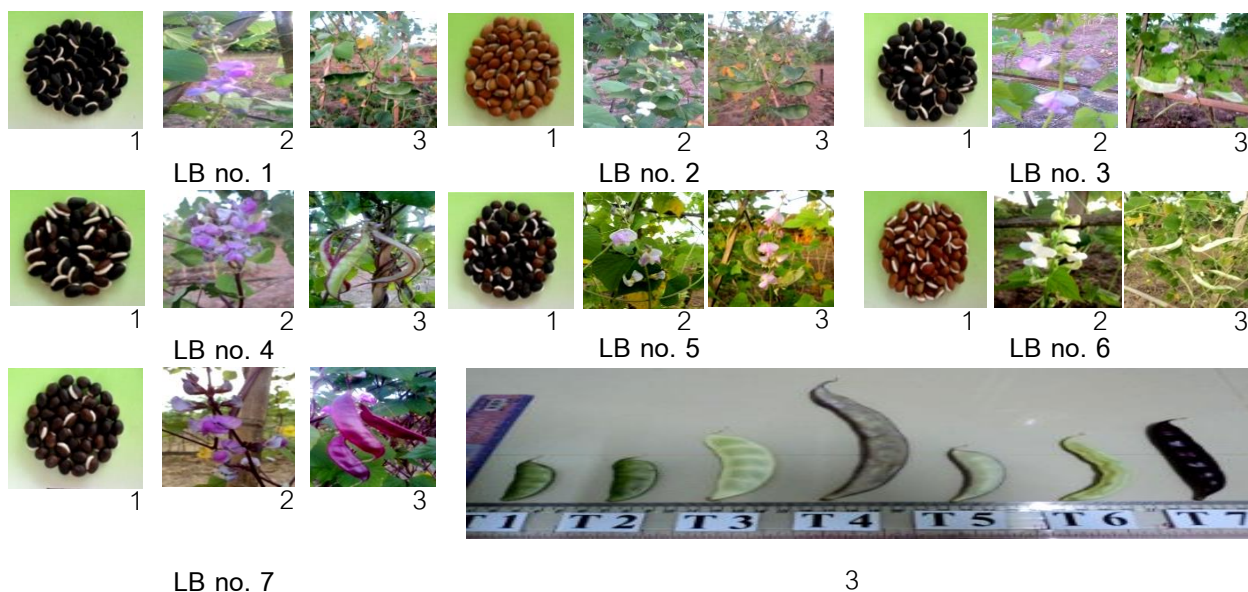 1 2 3 1 2 3 1 2 3
LB no. 1 LB no. 2 LB no. 3
1 2 3 1 2 3 1 2 3
LB no. 4 LB no. 5 LB no. 6
1 2 3
T1 T2 T3 T4 T5 T6 T7
LB no. 7 3